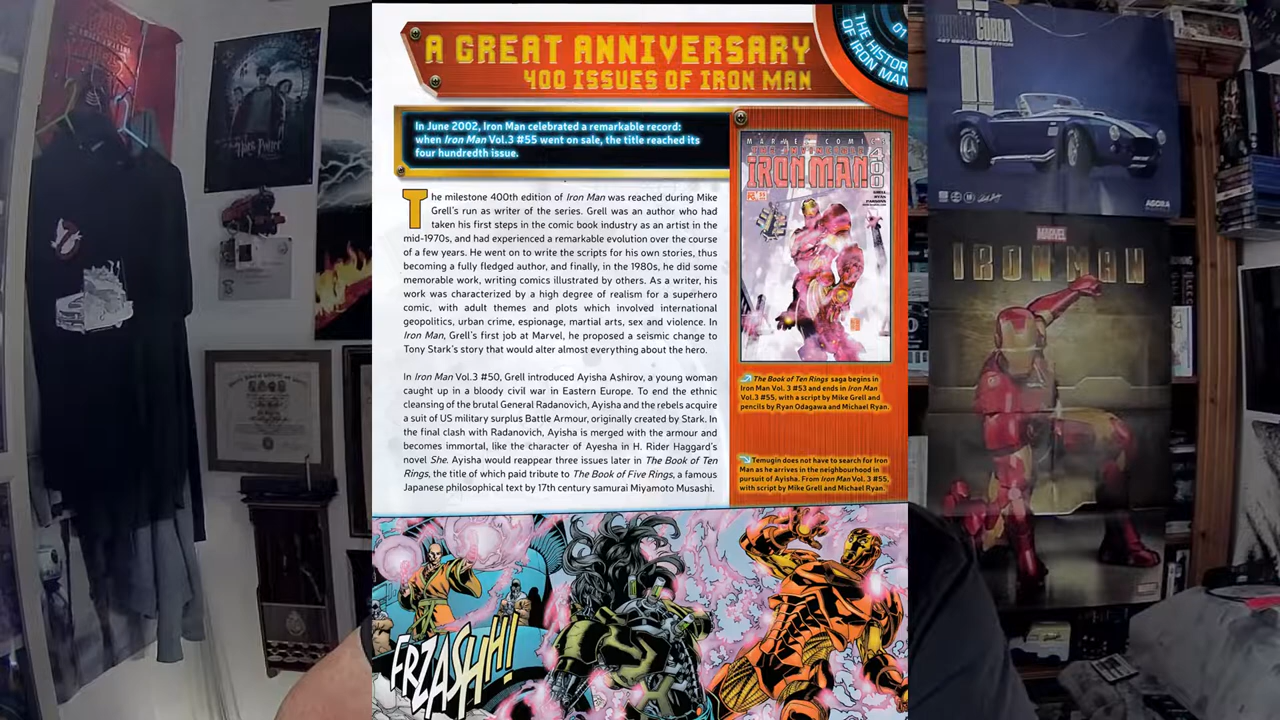 A GREAT ANNIVERSARY
400 ISSUES OF IRON MAN
01
THE HISTOR
OF IRON MAN
In June 2002, Iron Man celebrated a remarkable record:
when Iron Man Vol.3 #55 went on sale, the title reached its
four hundredth issue.
The milestone 400th edition of Iron Man was reached during Mike
Grell's run as writer of the series. Grell was an author who had
taken his first steps in the comic book industry as an artist in the
mid-1970s, and had experienced a remarkable evolution over the course
of a few years. He went on to write the scripts for his own stories, thus
becoming a fully fledged author, and finally, in the 1980s, he did some
memorable work, writing comics illustrated by others. As a writer, his
work was characterized by a high degree of realism for a superhero
comic, with adult themes and plots which involved international
geopolitics, urban crime, espionage, martial arts, sex and violence. In
Iron Man, Grell's first job at Marvel, he proposed a seismic change to
Tony Stark's story that would alter almost everything about the hero.
In Iron Man Vol.3 #50, Grell introduced Ayisha Ashirov, a young woman
caught up in a bloody civil war in Eastern Europe. To end the ethnic
cleansing of the brutal General Radanovich, Ayisha and the rebels acquire
a suit of US military surplus Battle Armour, originally created by Stark. In
the final clash with Radanovich, Ayisha is merged with the armour and
becomes immortal, like the character of Ayesha in H. Rider Haggard's
novel She. Ayisha would reappear three issues later in The Book of Ten
Rings, the title of which paid tribute to The Book of Five Rings, a famous
Japanese philosophical text by 17th century samurai Miyamoto Musashi.
MARVEL COMICS
THE INVINCIBLE
IRON MAN
400
The Book of Ten Rings saga begins in
Iron Man Vol. 3 #53 and ends in Iron Man
Vol.3 #55, with a script by Mike Grell and
pencils by Ryan Odagawa and Michael Ryan.
Temugin does not have to search for Iron
Man as he arrives in the neighbourhood in
pursuit of Ayisha. From Iron Man Vol. 3 #55,
with script by Mike Grell and Michael Ryan.
FRZASHH!
Harry Potter
COBRA
AGORA
MARVEL
IRON MAN